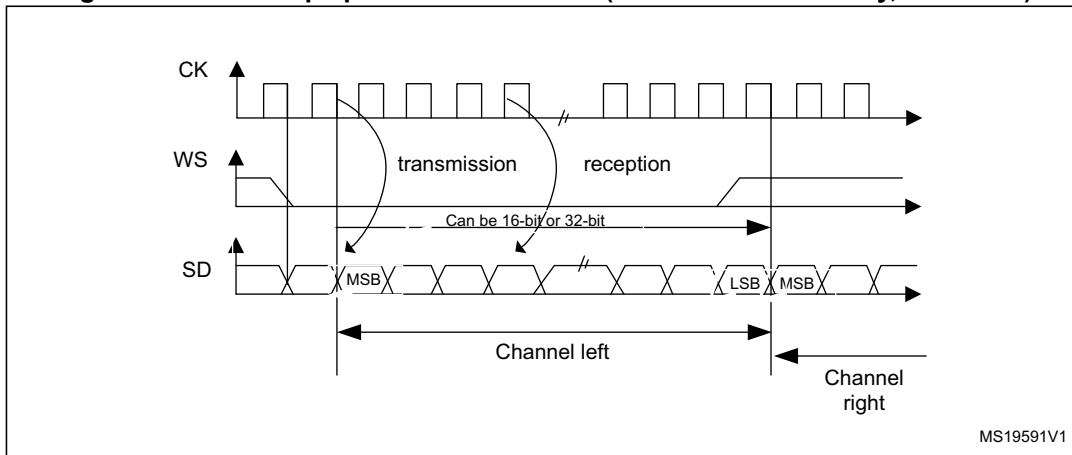 CK
transmission
reception
WS
Can be 16-bit or 32-bit
SD
MSB
LSB
MSB
Channel left
Channel
right
MS19591V1